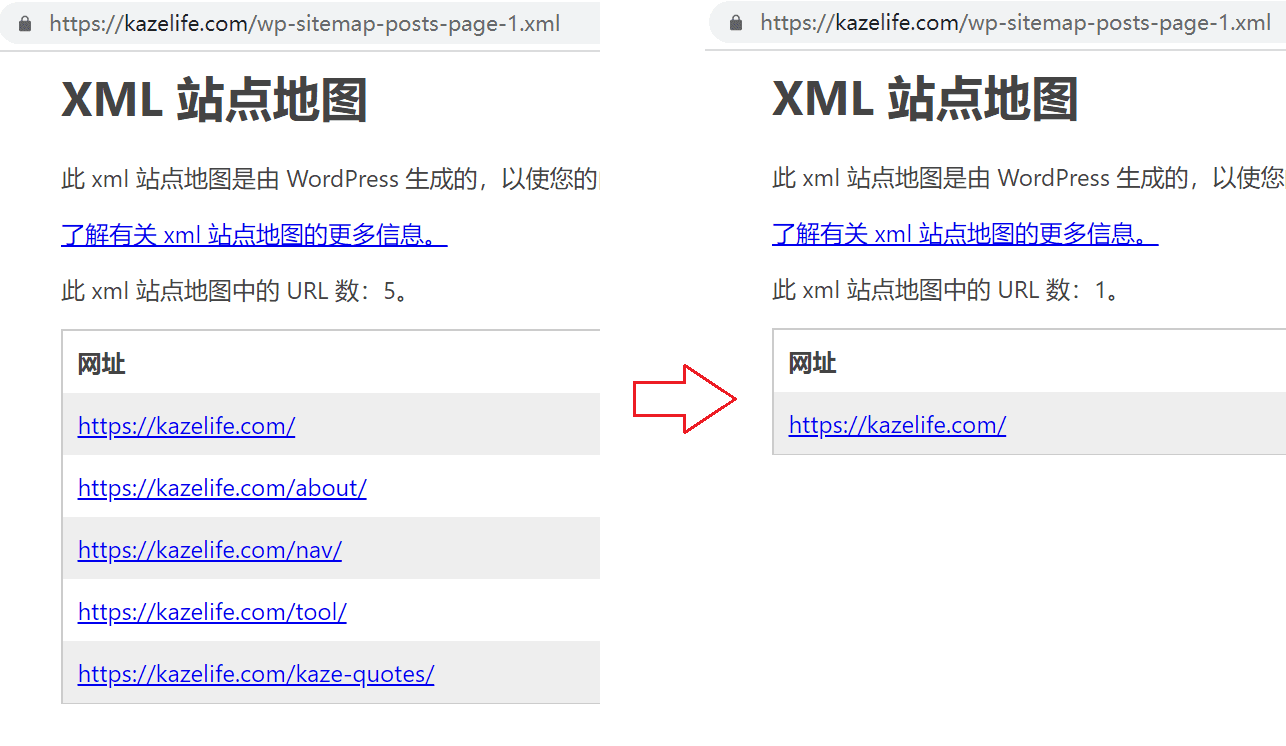 https://kazelife.com/wp-sitemap-posts-page-1.xml
XML 站点地图
此 xml 站点地图是由 WordPress 生成的，以使您的
了解有关 xml 站点地图的更多信息。
此 xml 站点地图中的 URL 数：5。
网址
https://kazelife.com/
https://kazelife.com/about/
https://kazelife.com/nav/
https://kazelife.com/tool/
https://kazelife.com/kaze-quotes/
https://kazelife.com/wp-sitemap-posts-page-1.xml
XML 站点地图
此 xml 站点地图是由 WordPress 生成的，以使您
了解有关 xml 站点地图的更多信息。
此 xml 站点地图中的 URL 数：1。
网址
https://kazelife.com/